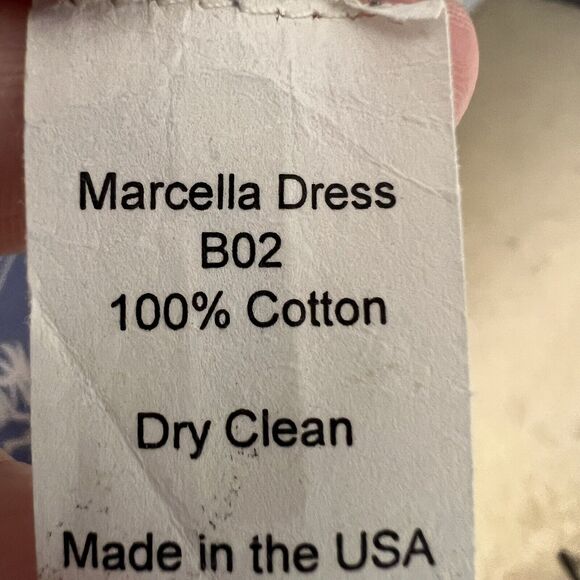 Marcella Dress
B02
100% Cotton
Dry Clean
Made in the USA